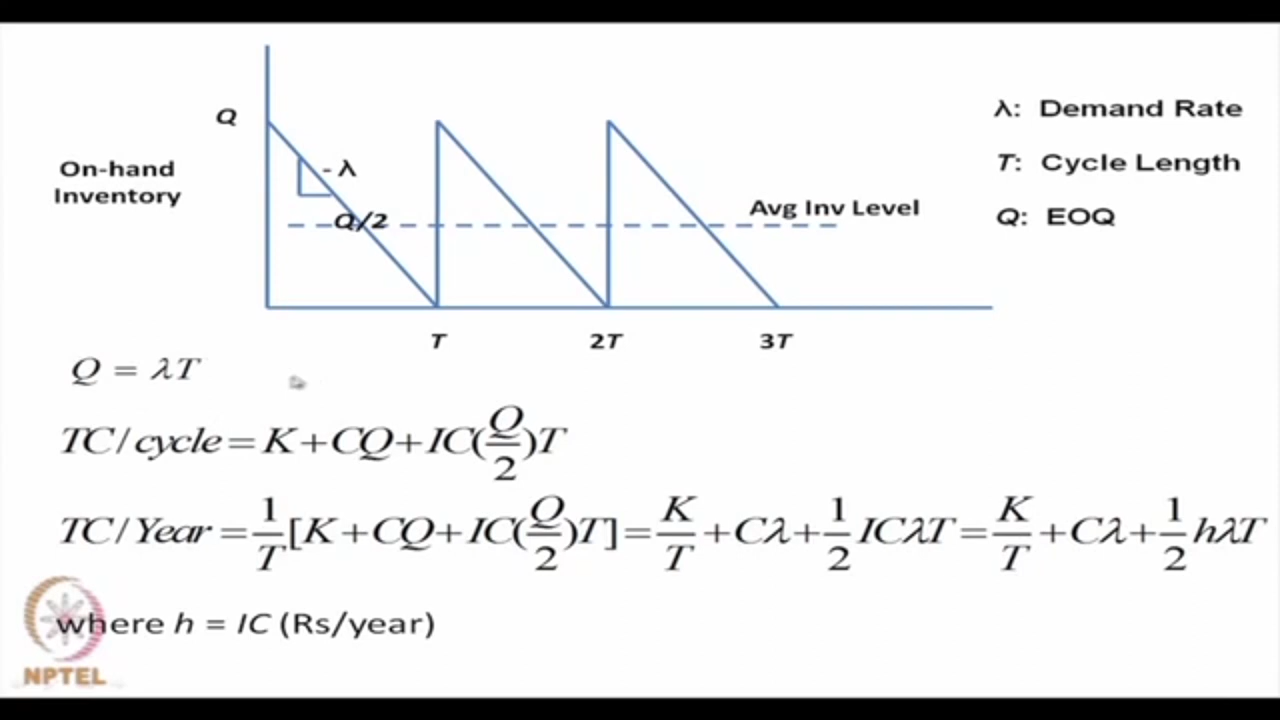 Q
On-hand
Inventory
- λ
Q/2
Avg Inv Level
T
2T
3T
λ: Demand Rate
T: Cycle Length
Q: EOQ
Q = λT
TC / cycle = K + CQ + IC(Q/2)T
TC / Year = 1/T [K + CQ + IC(Q/2)T] = K/T + Cλ + 1/2 ICλT = K/T + Cλ + 1/2 hλT
where h = IC (Rs/year)
NPTEL